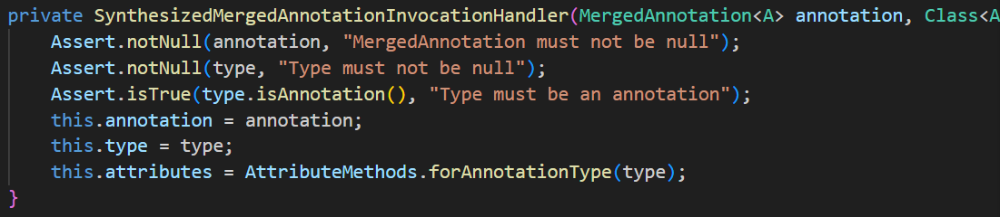 private SynthesizedMergedAnnotationInvocationHandler(MergedAnnotation<A> annotation, Class<A
    Assert.notNull(annotation, "MergedAnnotation must not be null");
    Assert.notNull(type, "Type must not be null");
    Assert.isTrue(type.isAnnotation(), "Type must be an annotation");
    this.annotation = annotation;
    this.type = type;
    this.attributes = AttributeMethods.forAnnotationType(type);
}